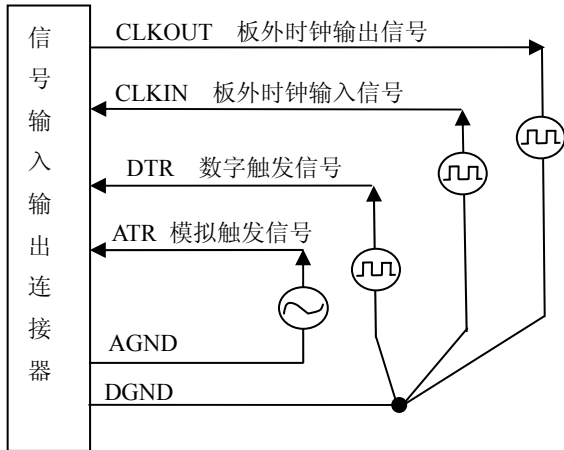 信号输入输出连接器
CLKOUT 板外时钟输出信号
CLKIN 板外时钟输入信号
DTR 数字触发信号
ATR 模拟触发信号
AGND
DGND